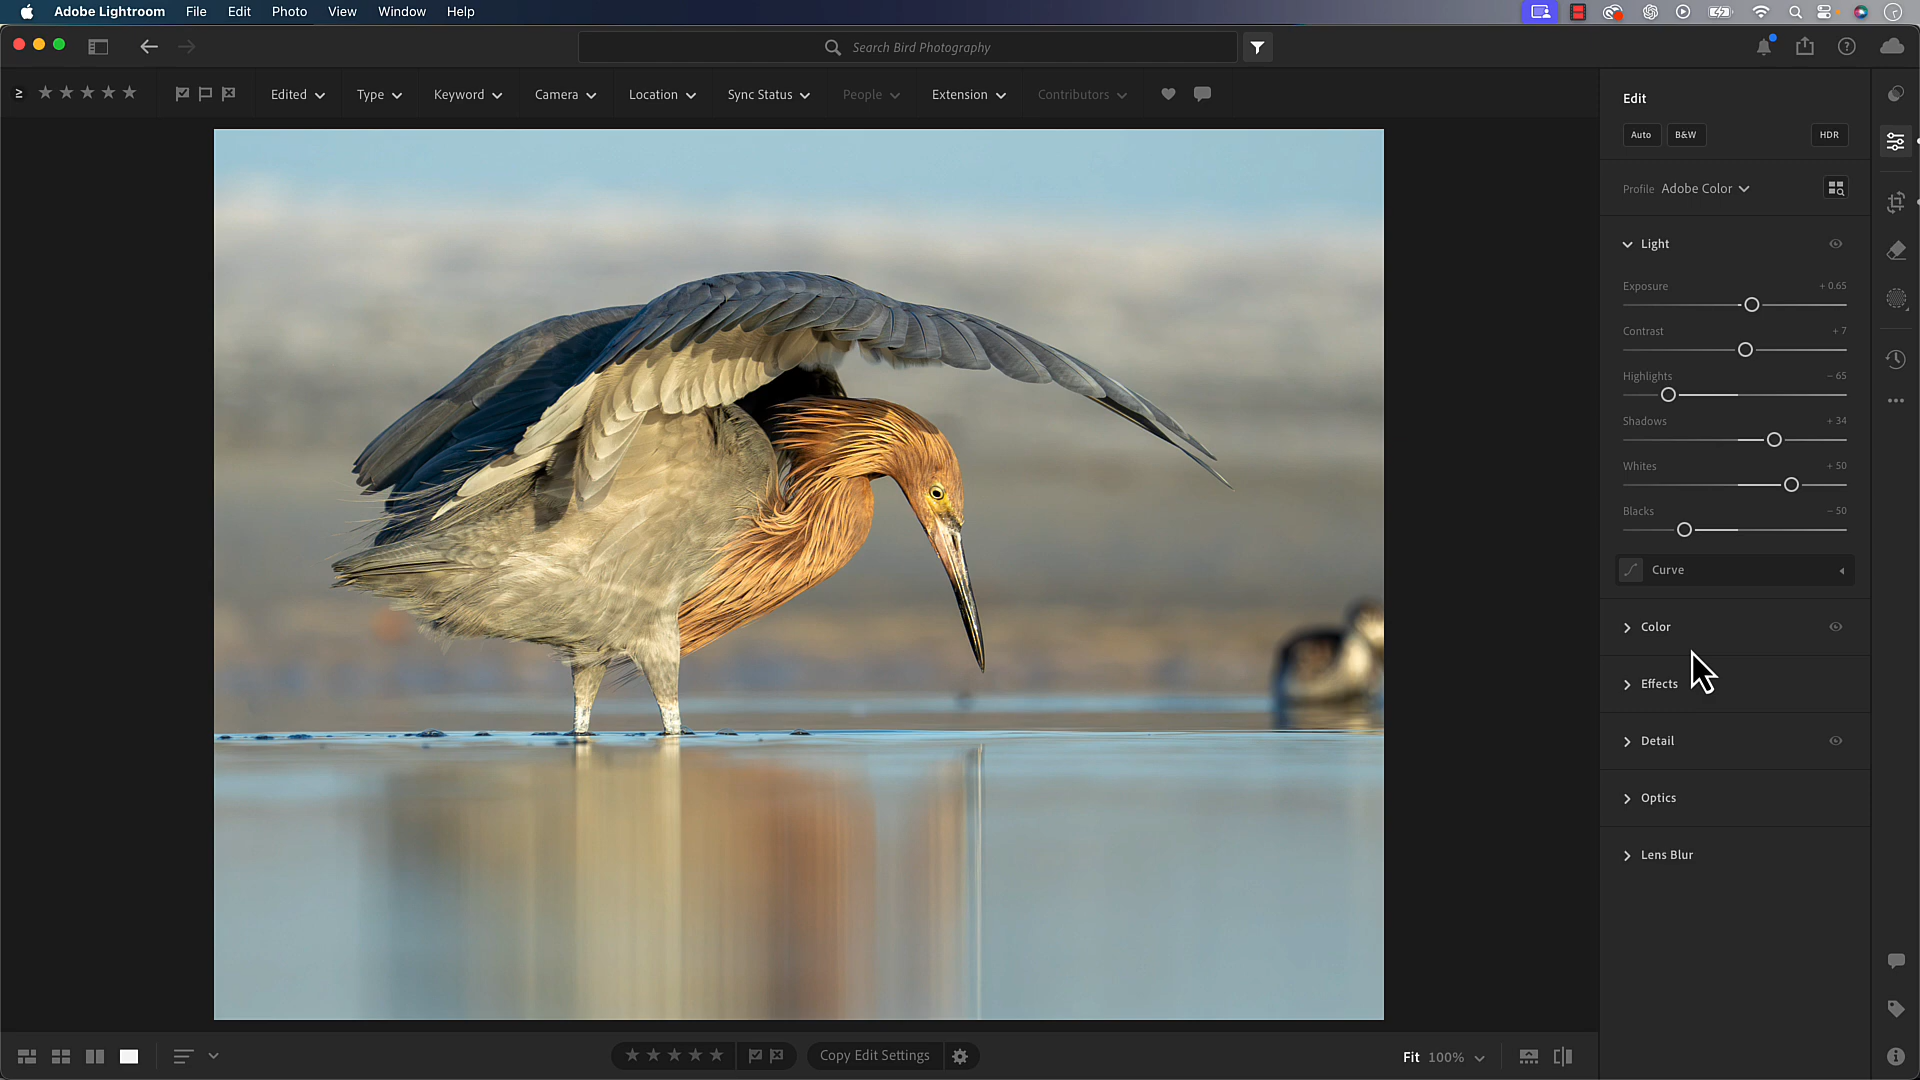 Adobe Lightroom File Edit Photo View Window Help
Search Bird Photography
Edited Type Keyword Camera Location Sync Status People Extension Contributors
Edit
Auto B&W HDR
Profile Adobe Color
Light
Exposure + 0.65
Contrast + 7
Highlights − 65
Shadows + 34
Whites + 50
Blacks − 50
Curve
Color
Effects
Detail
Optics
Lens Blur
Copy Edit Settings
Fit 100%